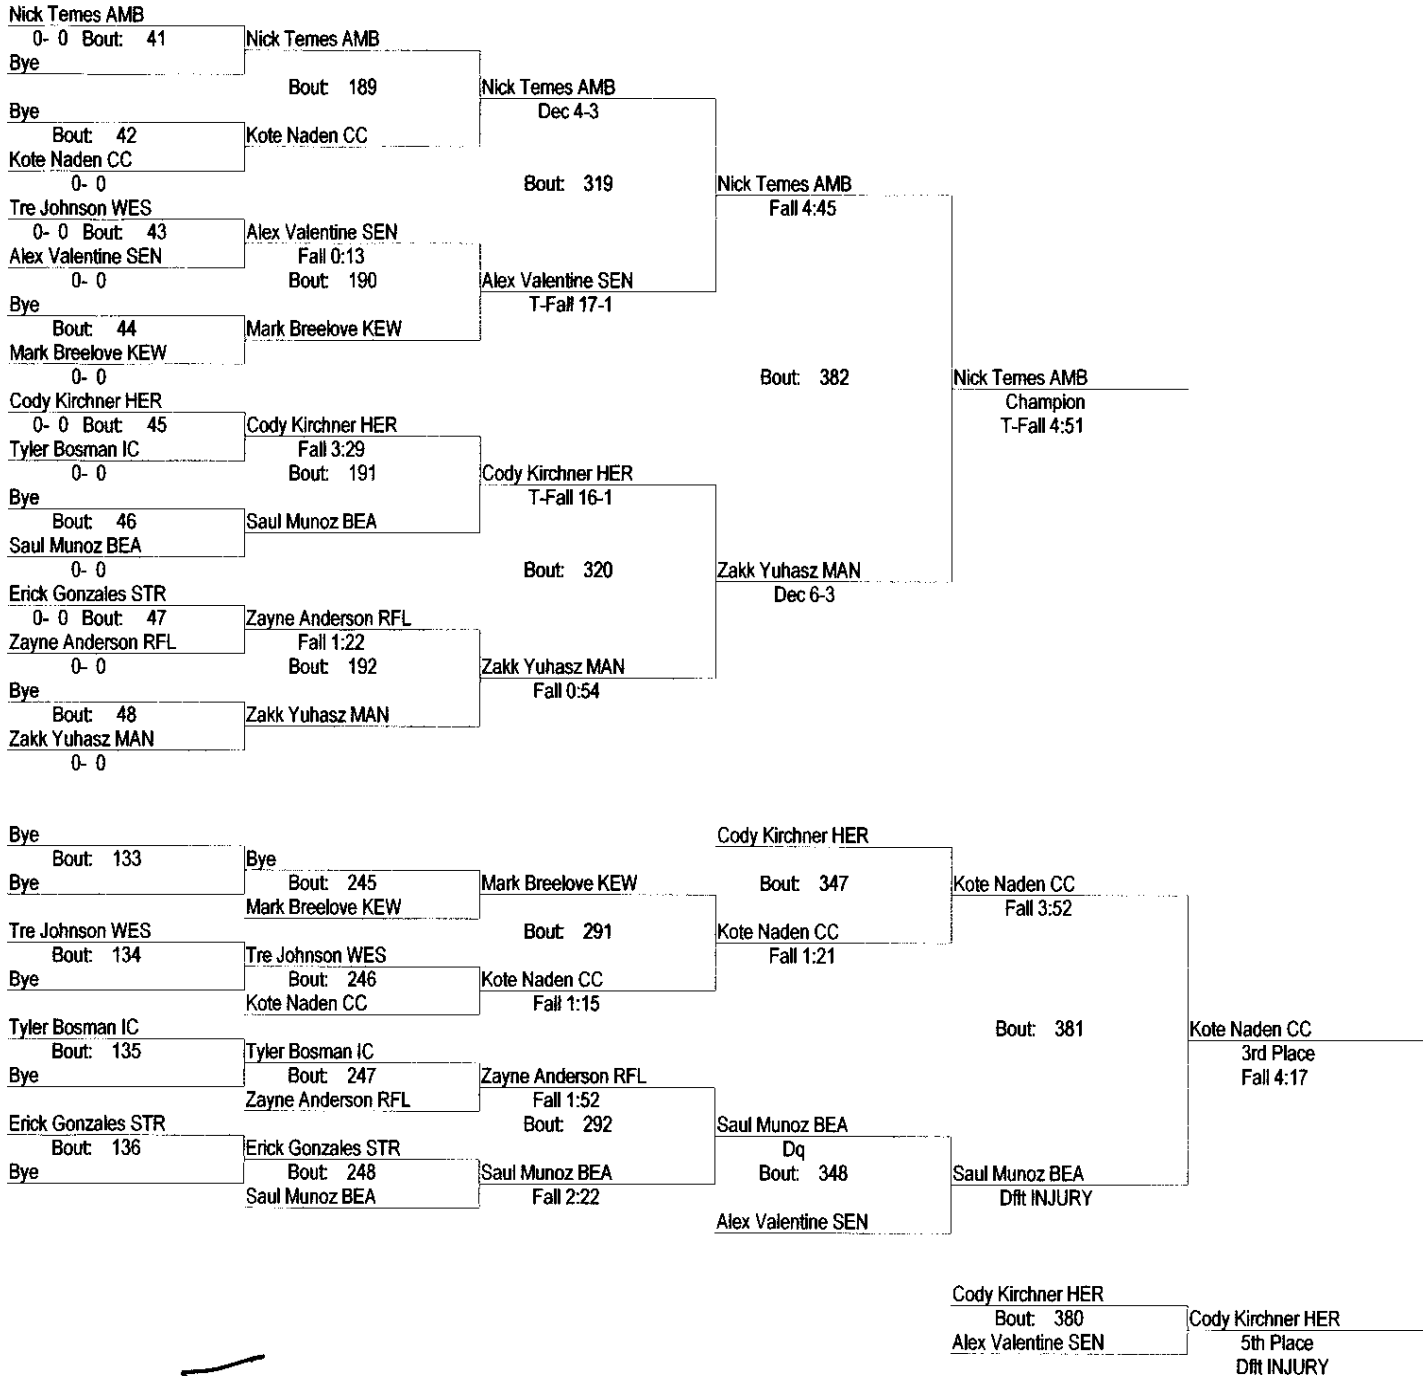 Nick Temes AMB
0- 0 Bout: 41
Nick Temes AMB
Bye
Bout: 189
Nick Temes AMB
Bye
Dec 4-3
Bout: 42
Kote Naden CC
Kote Naden CC
0- 0
Bout: 319
Nick Temes AMB
Tre Johnson WES
Fall 4:45
0- 0 Bout: 43
Alex Valentine SEN
Alex Valentine SEN
Fall 0:13
0- 0
Bout: 190
Alex Valentine SEN
Bye
T-Fall 17-1
Bout: 44
Mark Breelove KEW
Mark Breelove KEW
0- 0
Bout: 382
Nick Temes AMB
Cody Kirchner HER
Champion
0- 0 Bout: 45
Cody Kirchner HER
T-Fall 4:51
Tyler Bosman IC
Fall 3:29
0- 0
Bout: 191
Cody Kirchner HER
Bye
T-Fall 16-1
Bout: 46
Saul Munoz BEA
Saul Munoz BEA
0- 0
Bout: 320
Zakk Yuhasz MAN
Erick Gonzales STR
Dec 6-3
0- 0 Bout: 47
Zayne Anderson RFL
Zayne Anderson RFL
Fall 1:22
0- 0
Bout: 192
Zakk Yuhasz MAN
Bye
Fall 0:54
Bout: 48
Zakk Yuhasz MAN
Zakk Yuhasz MAN
0- 0
Bye
Cody Kirchner HER
Bout: 133
Bye
Bye
Bout: 245
Mark Breelove KEW
Bout: 347
Kote Naden CC
Mark Breelove KEW
Fall 3:52
Tre Johnson WES
Bout: 291
Kote Naden CC
Bout: 134
Tre Johnson WES
Fall 1:21
Bye
Bout: 246
Kote Naden CC
Kote Naden CC
Fall 1:15
Tyler Bosman IC
Bout: 381
Kote Naden CC
Bout: 135
Tyler Bosman IC
3rd Place
Bye
Bout: 247
Zayne Anderson RFL
Fall 4:17
Zayne Anderson RFL
Fall 1:52
Erick Gonzales STR
Bout: 292
Saul Munoz BEA
Bout: 136
Erick Gonzales STR
Dq
Bye
Bout: 248
Saul Munoz BEA
Bout: 348
Saul Munoz BEA
Saul Munoz BEA
Fall 2:22
Dflt INJURY
Alex Valentine SEN
Cody Kirchner HER
Bout: 380
Cody Kirchner HER
Alex Valentine SEN
5th Place
Dflt INJURY